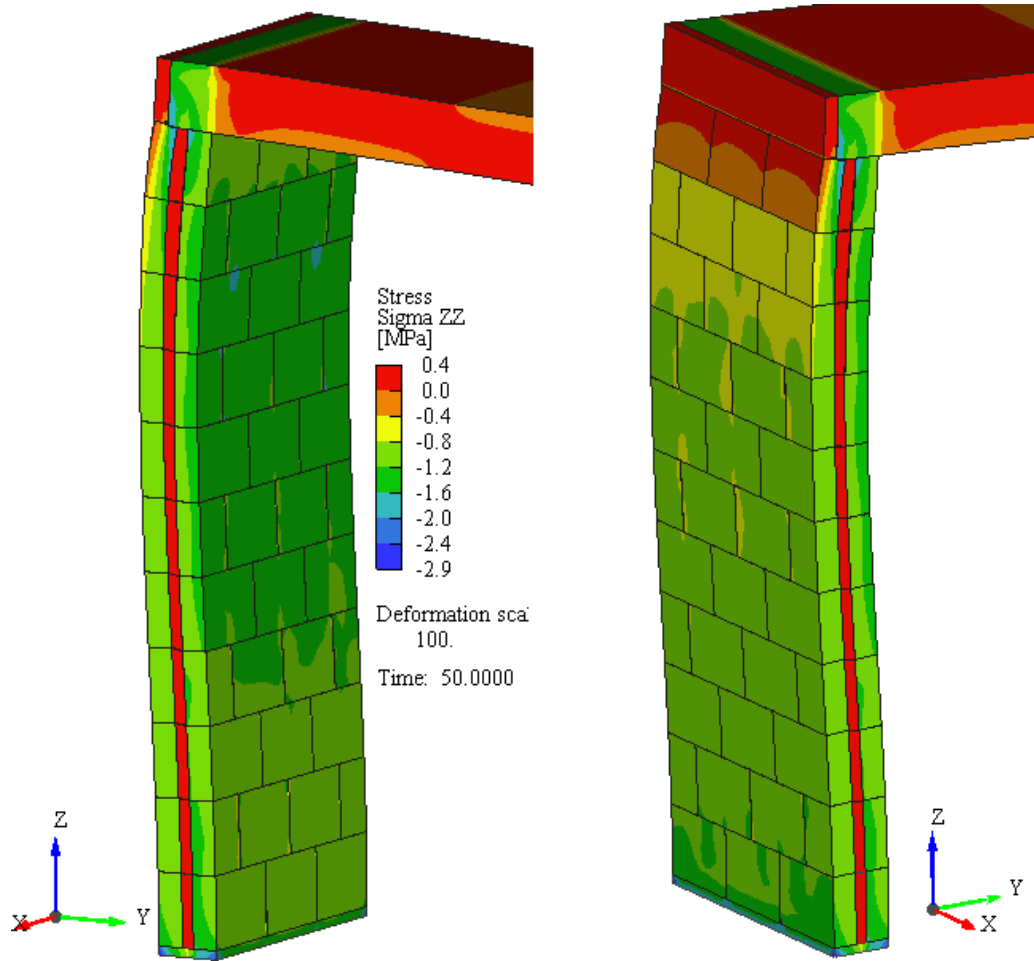 Stress
Sigma ZZ
[MPa]
0.4
0.0
-0.4
-0.8
-1.2
-1.6
-2.0
-2.4
-2.9
Deformation sca
100.
Time: 50.0000
Z
X
Y
Z
Y
X